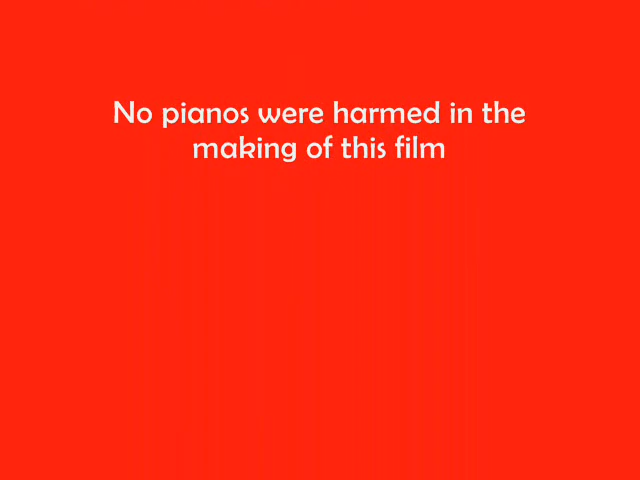 No pianos were harmed in the
making of this film